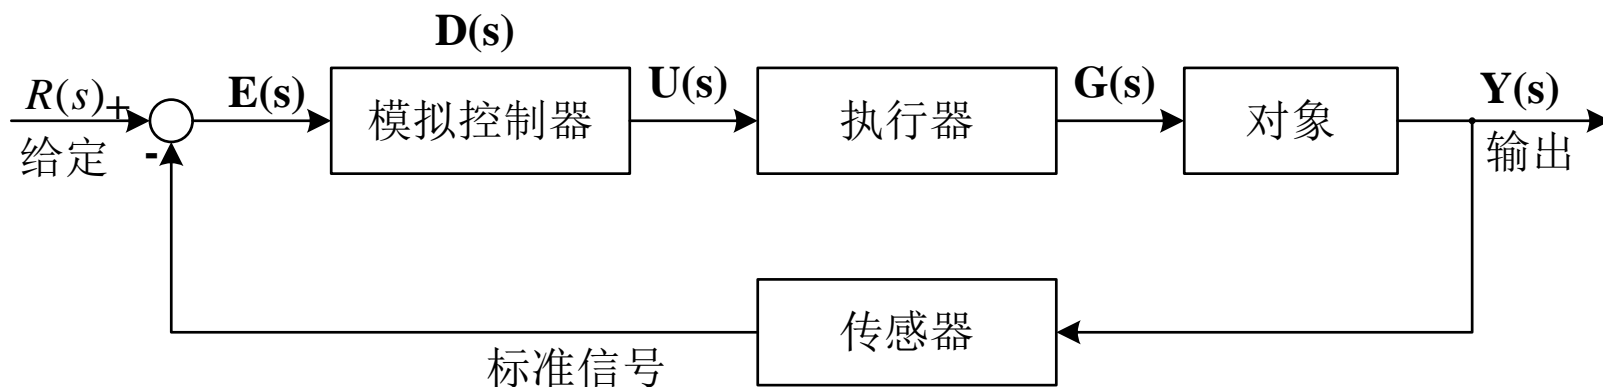 D(s)
R(s) + E(s) 模拟控制器 U(s) 执行器 G(s) 对象 Y(s)
给定 - 输出
传感器
标准信号